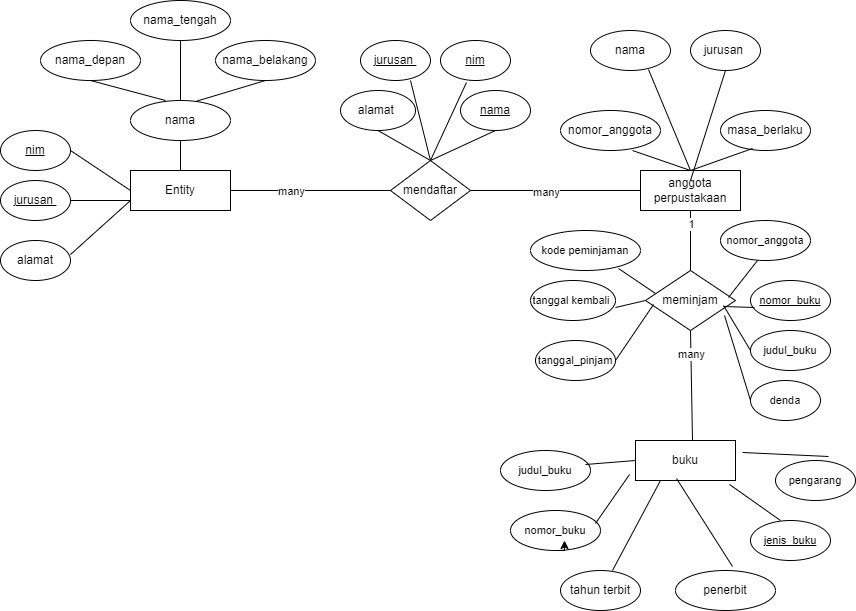 nama_tengah
nama_depan
nama_belakang
nama
nim
jurusan
alamat
Entity
many
jurusan
nim
alamat
nama
mendaftar
many
nama
jurusan
nomor_anggota
masa_berlaku
anggota
perpustakaan
1
kode peminjaman
tanggal kembali
tanggal_pinjam
meminjam
nomor_anggota
nomor_buku
judul_buku
denda
many
buku
judul_buku
nomor_buku
tahun terbit
penerbit
jenis_buku
pengarang